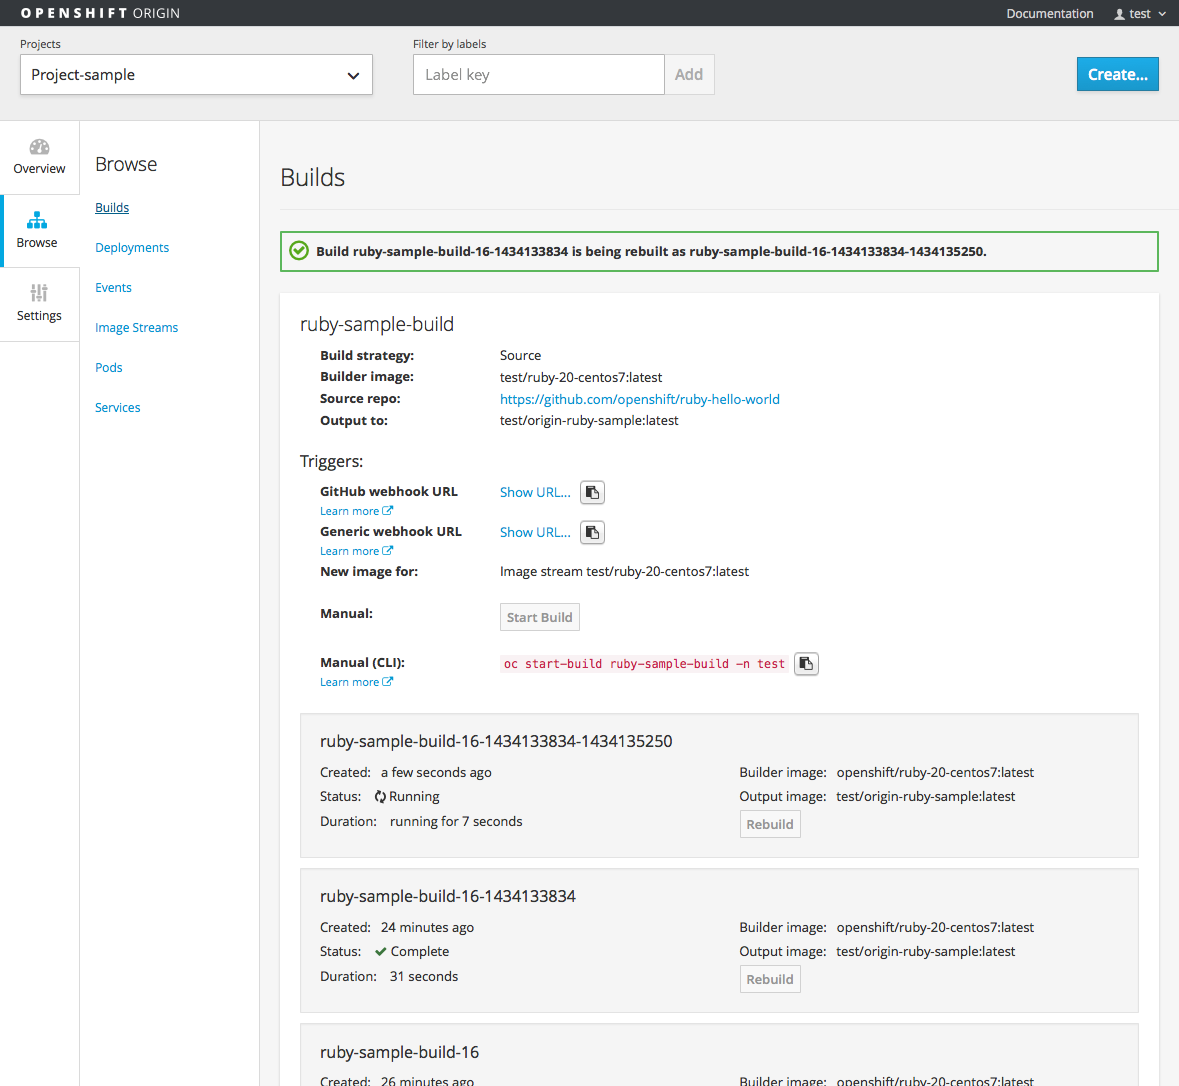 OPENSHIFT ORIGIN
Documentation
test
Projects
Project-sample
Filter by labels
Label key
Add
Create...
Overview
Browse
Settings
Browse
Builds
Deployments
Events
Image Streams
Pods
Services
Builds
Build ruby-sample-build-16-1434133834 is being rebuilt as ruby-sample-build-16-1434133834-1434135250.
ruby-sample-build
Build strategy: Source
Builder image: test/ruby-20-centos7:latest
Source repo: https://github.com/openshift/ruby-hello-world
Output to: test/origin-ruby-sample:latest
Triggers:
GitHub webhook URL Show URL...
Learn more
Generic webhook URL Show URL...
Learn more
New image for: Image stream test/ruby-20-centos7:latest
Manual: Start Build
Manual (CLI): oc start-build ruby-sample-build -n test
Learn more
ruby-sample-build-16-1434133834-1434135250
Created: a few seconds ago
Status: Running
Duration: running for 7 seconds
Builder image: openshift/ruby-20-centos7:latest
Output image: test/origin-ruby-sample:latest
Rebuild
ruby-sample-build-16-1434133834
Created: 24 minutes ago
Status: Complete
Duration: 31 seconds
Builder image: openshift/ruby-20-centos7:latest
Output image: test/origin-ruby-sample:latest
Rebuild
ruby-sample-build-16
Created: 26 minutes ago
Builder image: openshift/ruby-20-centos7:latest